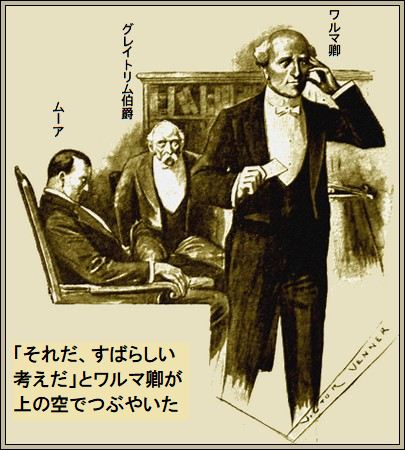 ワルマ卿
グレイトリム伯爵
ムーア
「それだ、すばらしい
考えだ」とワルマ卿が
上の空でつぶやいた
VICTOR VENNER